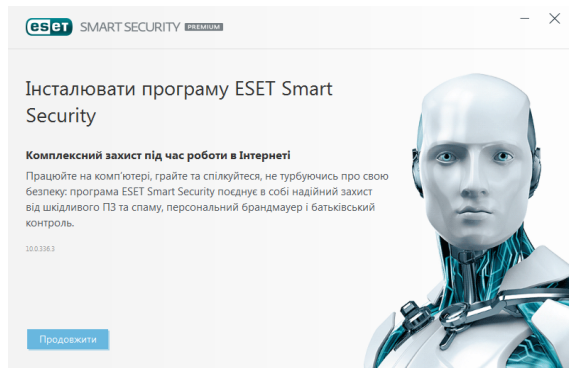 eset SMART SECURITY PREMIUM
Інсталювати програму ESET Smart
Security
Комплексний захист під час роботи в Інтернеті
Працюйте на комп'ютері, грайте та спілкуйтеся, не турбуючись про свою
безпеку: програма ESET Smart Security поєднує в собі надійний захист
від шкідливого ПЗ та спаму, персональний брандмауер і батьківський
контроль.
10.0.336.3
Продовжити